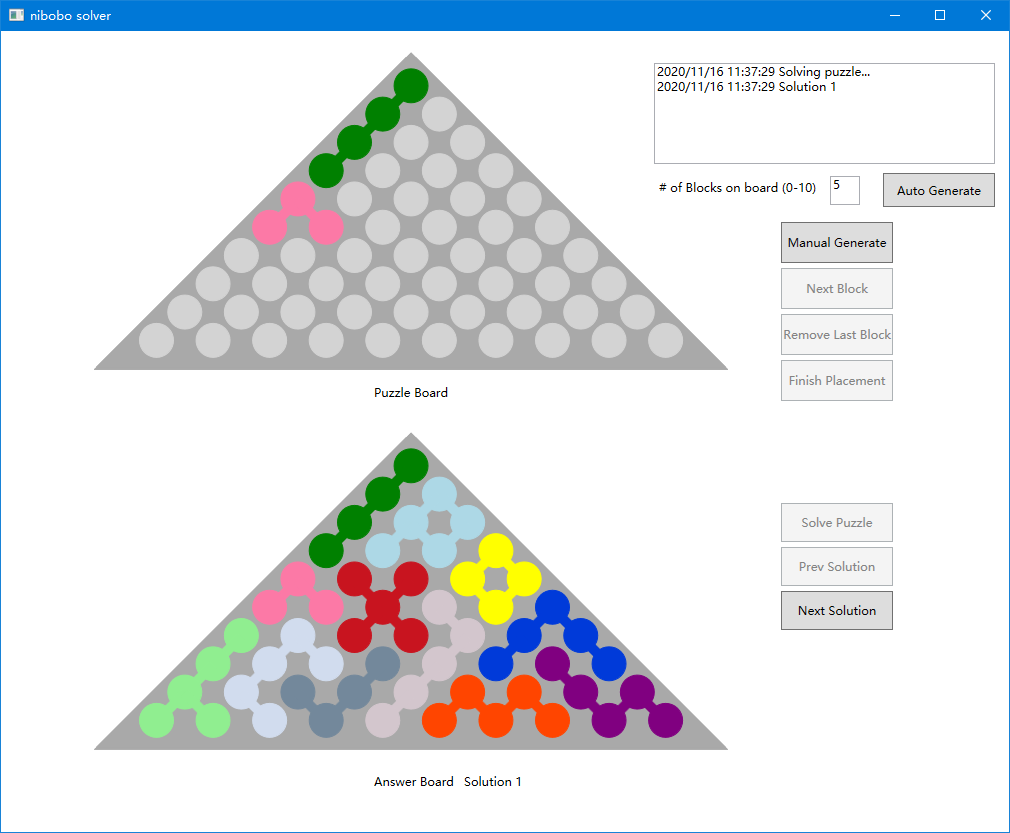 nibobo solver
2020/11/16 11:37:29 Solving puzzle...
2020/11/16 11:37:29 Solution 1
# of Blocks on board (0-10)
5
Auto Generate
Manual Generate
Next Block
Remove Last Block
Finish Placement
Puzzle Board
Solve Puzzle
Prev Solution
Next Solution
Answer Board Solution 1